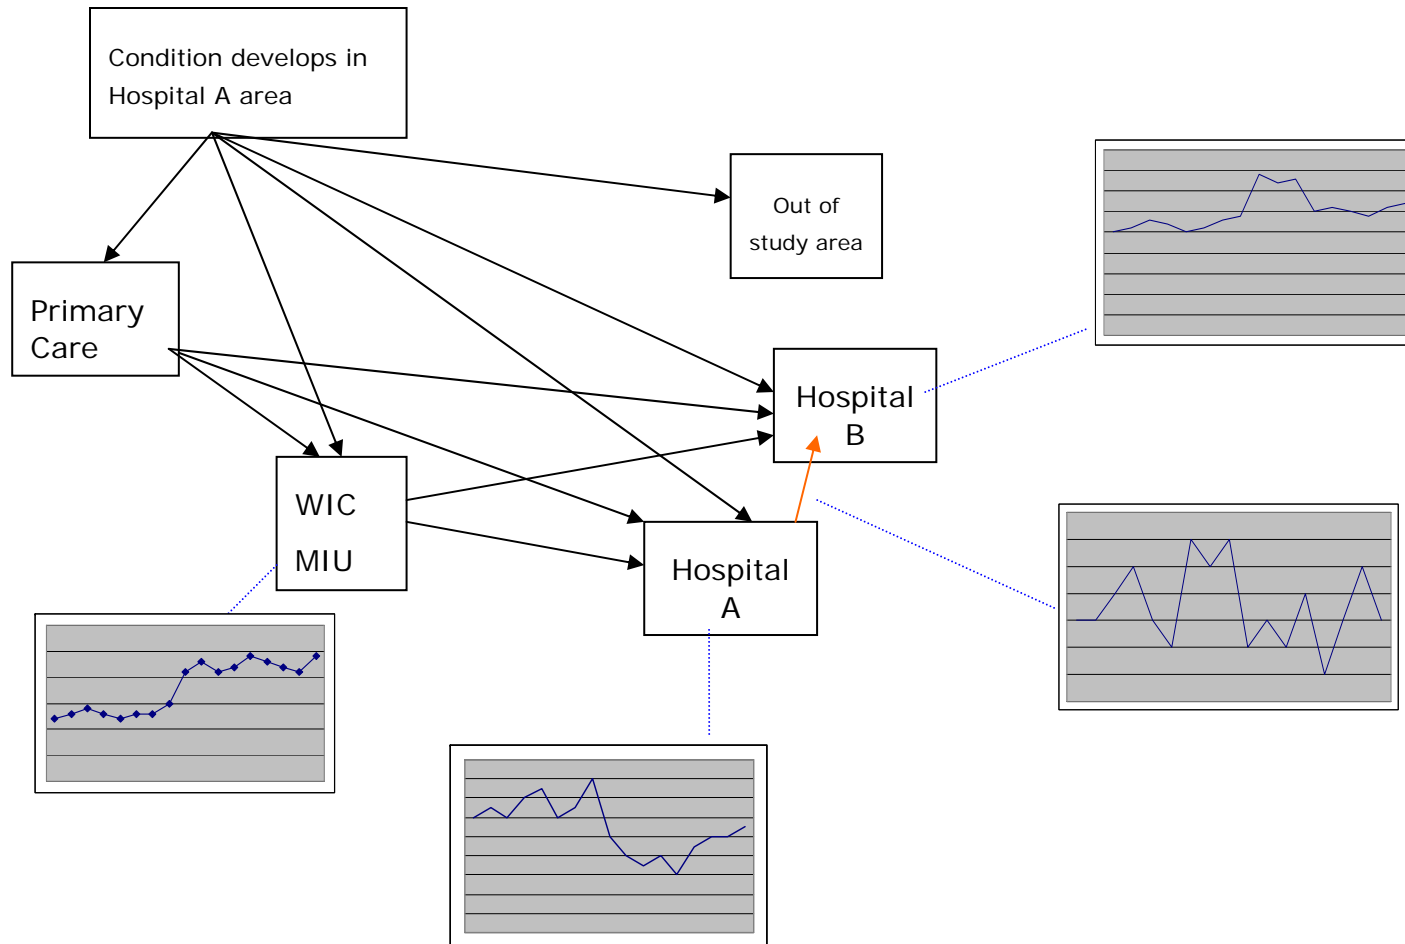 Condition develops in
Hospital A area
Out of
study area
Primary
Care
Hospital
B
WIC
MIU
Hospital
A